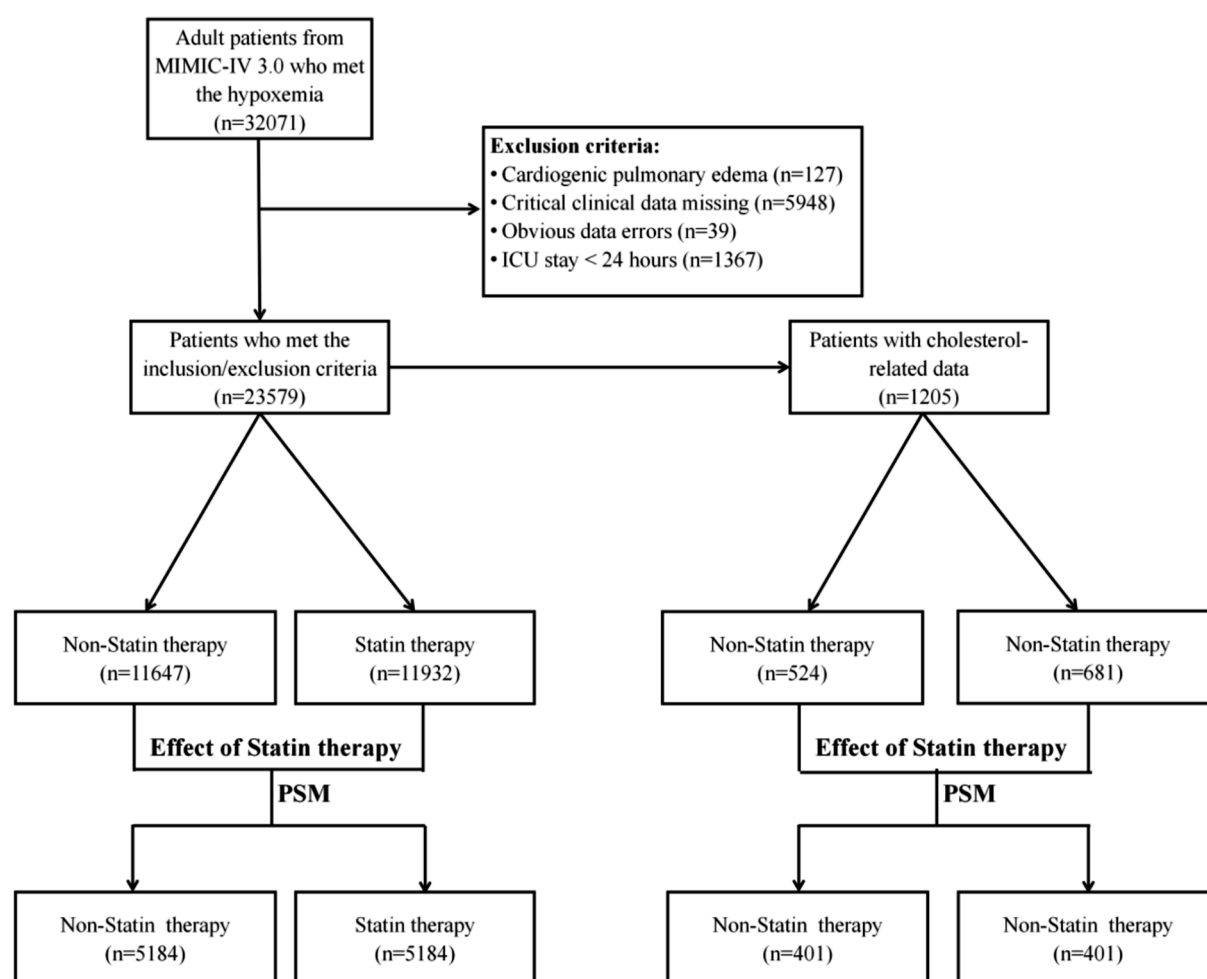 Adult patients from
MIMIC-IV 3.0 who met
the hypoxemia
(n=32071)
Exclusion criteria:
• Cardiogenic pulmonary edema (n=127)
• Critical clinical data missing (n=5948)
• Obvious data errors (n=39)
• ICU stay < 24 hours (n=1367)
Patients who met the
inclusion/exclusion criteria
(n=23579)
Patients with cholesterol-
related data
(n=1205)
Non-Statin therapy
(n=11647)
Statin therapy
(n=11932)
Non-Statin therapy
(n=524)
Non-Statin therapy
(n=681)
Effect of Statin therapy
PSM
Effect of Statin therapy
PSM
Non-Statin therapy
(n=5184)
Statin therapy
(n=5184)
Non-Statin therapy
(n=401)
Non-Statin therapy
(n=401)